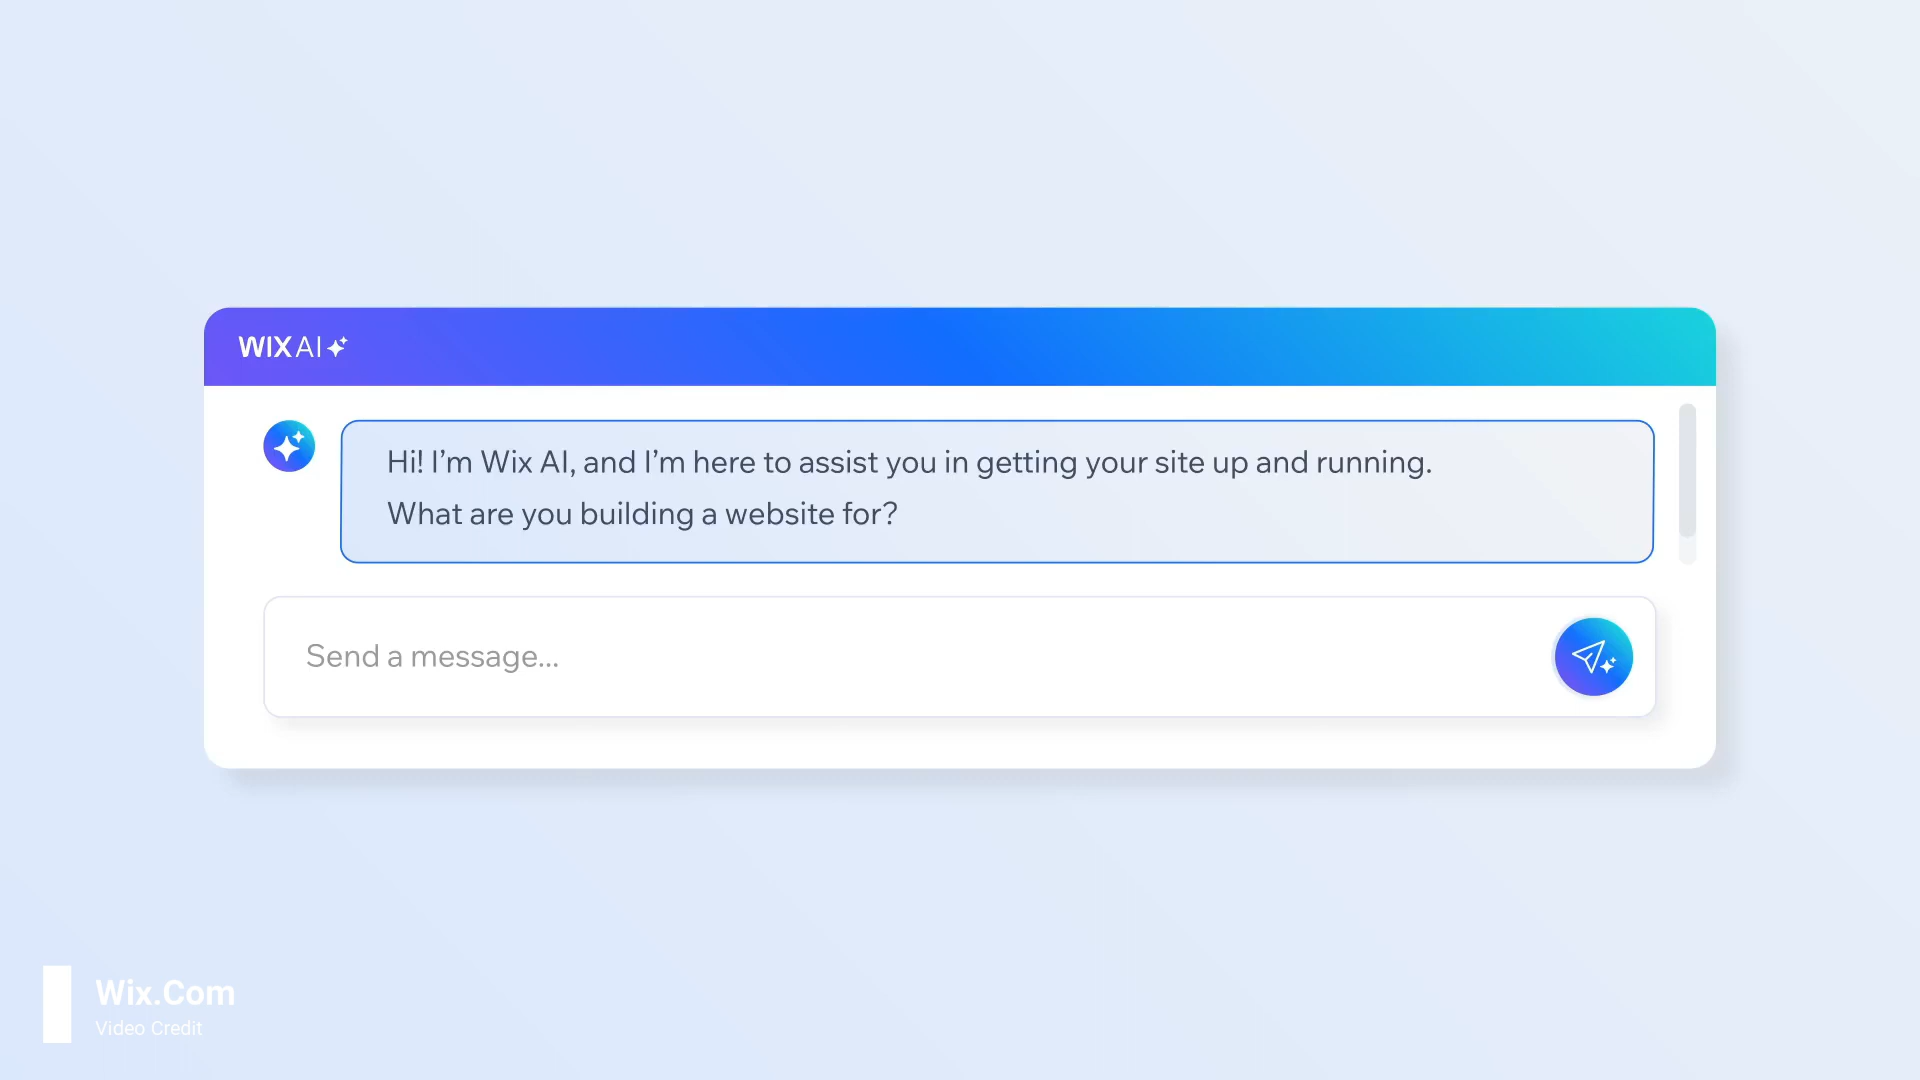 WIX AI
Hi! I’m Wix AI, and I’m here to assist you in getting your site up and running.
What are you building a website for?
Send a message...
Wix.Com
Video Credit